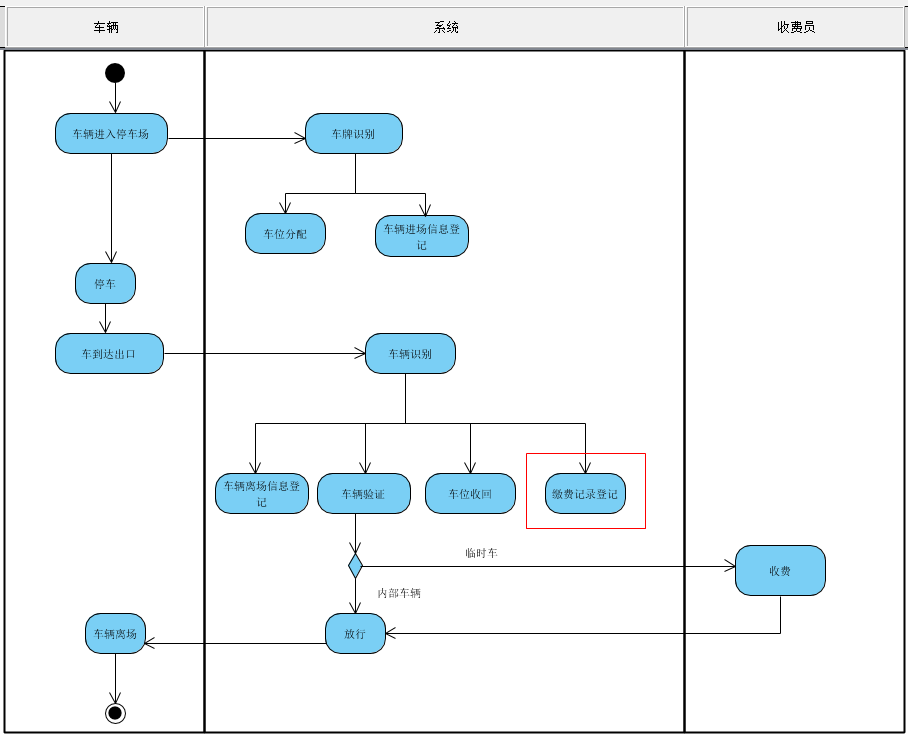 车辆
系统
收费员
车辆进入停车场
车牌识别
车位分配
车辆进场信息登
记
停车
车到达出口
车辆识别
车辆离场信息登
记
车辆验证
车位收回
缴费记录登记
临时车
收费
内部车辆
车辆离场
放行